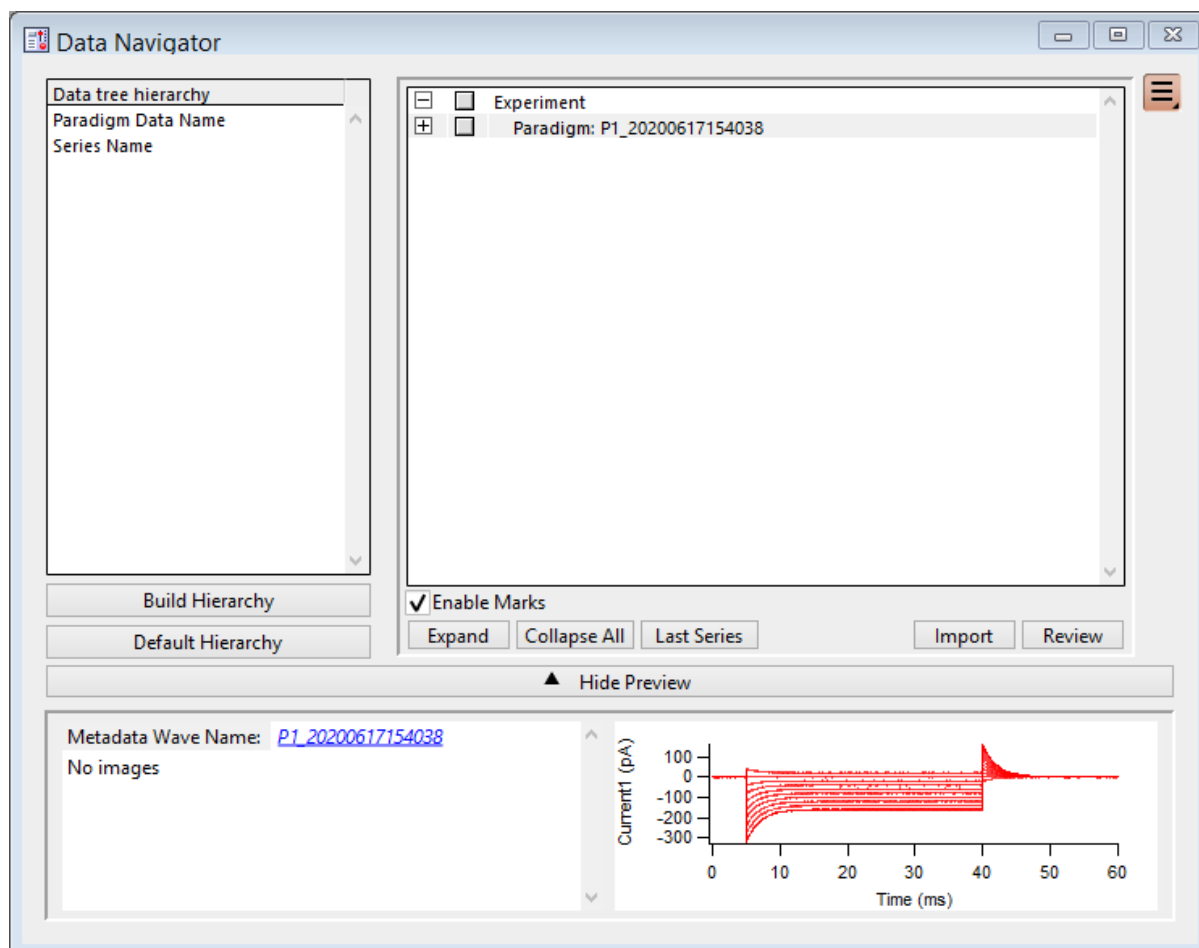 Data Navigator
Data tree hierarchy
Paradigm Data Name
Series Name
Build Hierarchy
Default Hierarchy
Experiment
Paradigm: P1_20200617154038
Enable Marks
Expand
Collapse All
Last Series
Import
Review
Hide Preview
Metadata Wave Name: P1_20200617154038
No images
Current1 (pA)
100
0
-100
-200
-300
0 10 20 30 40 50 60
Time (ms)